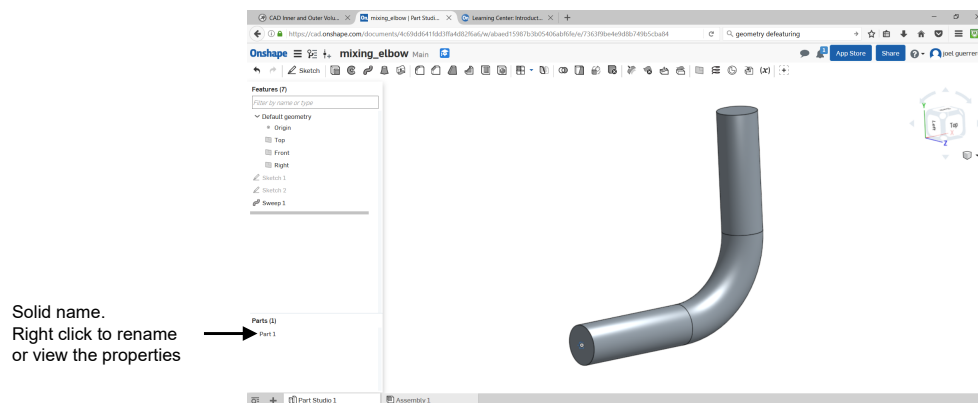 CAD Inner and Outer Volu...
mixing_elbow | Part Studi...
Learning Center: Introduct...
https://cad.onshape.com/documents/4c69dd641fdd3ffa4d82f6a6/w/abaed15987b3b05406abf6fe/e/7363f9be4e9d8b749b5cba84
geometry defeaturing
Onshape
mixing_elbow Main
App Store
Share
joel guerrer
Sketch
(x)
Features (7)
Filter by name or type
Default geometry
Origin
Top
Front
Right
Sketch 1
Sketch 2
Sweep 1
Y
Top
Z
Solid name.
Right click to rename
or view the properties
Parts (1)
Part 1
Part Studio 1
Assembly 1